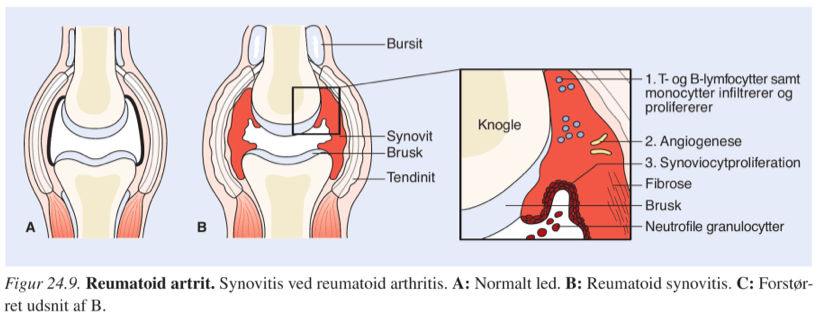 A
B
Bursit
Synovit
Brusk
Tendinit
Knogle
1. T- og B-lymfocytter samt
monocytter infiltrerer og
prolifererer
2. Angiogenese
3. Synoviocytproliferation
Fibrose
Brusk
Neutrofile granulocytter
Figur 24.9. Reumatoid artrit. Synovitis ved reumatoid arthritis. A: Normalt led. B: Reumatoid synovitis. C: Forstør-
ret udsnit af B.